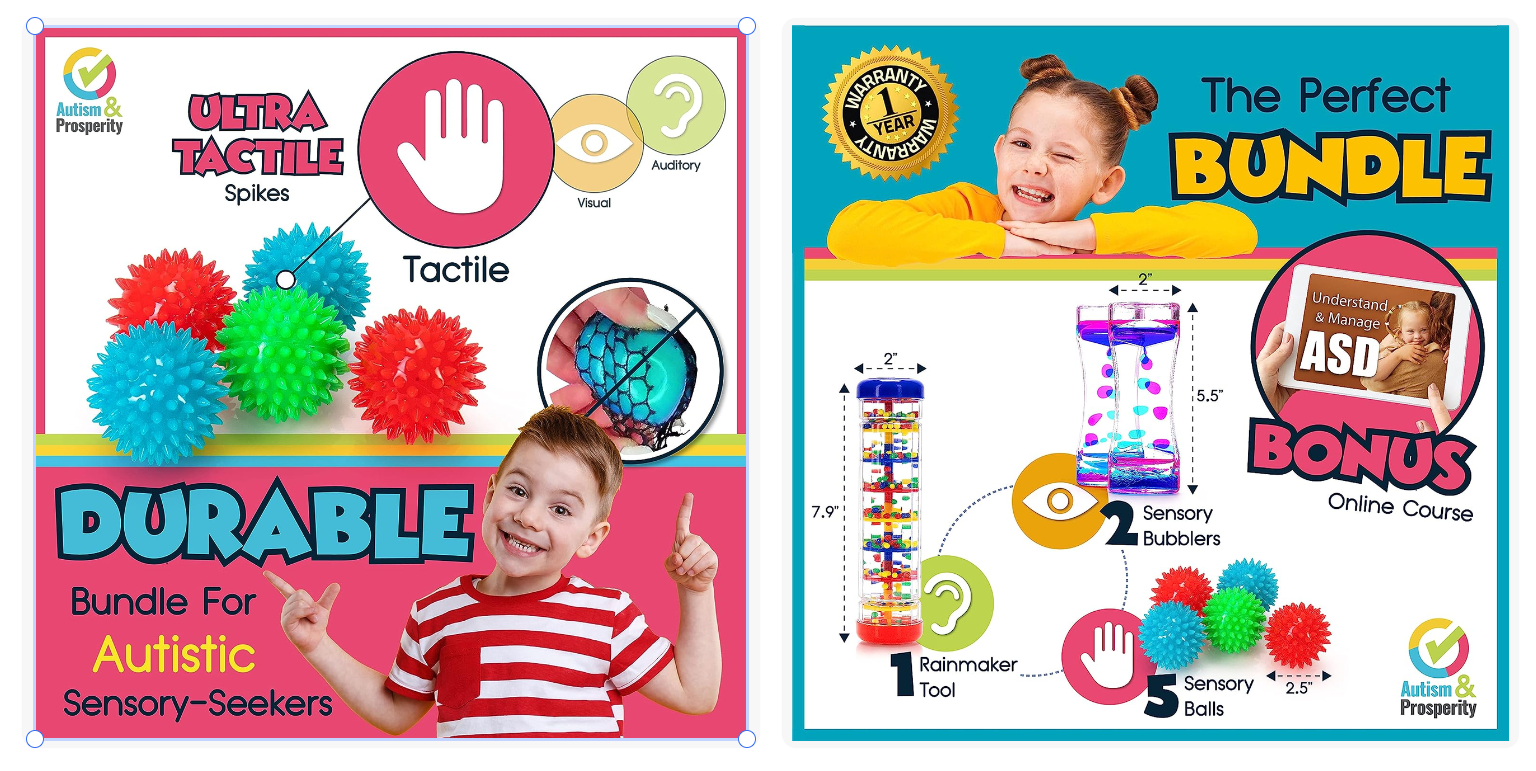 Autism &
Prosperity
ULTRA
TACTILE
Spikes
Tactile
Visual
Auditory
DURABLE
Bundle For
Autistic
Sensory-Seekers
WARRANTY
1
YEAR
WARRANTY
The Perfect
BUNDLE
2"
5.5"
2"
7.9"
Understand
& Manage
ASD
BONUS
Online Course
2 Sensory
Bubblers
1 Rainmaker
Tool
5 Sensory
Balls
2.5"
Autism &
Prosperity